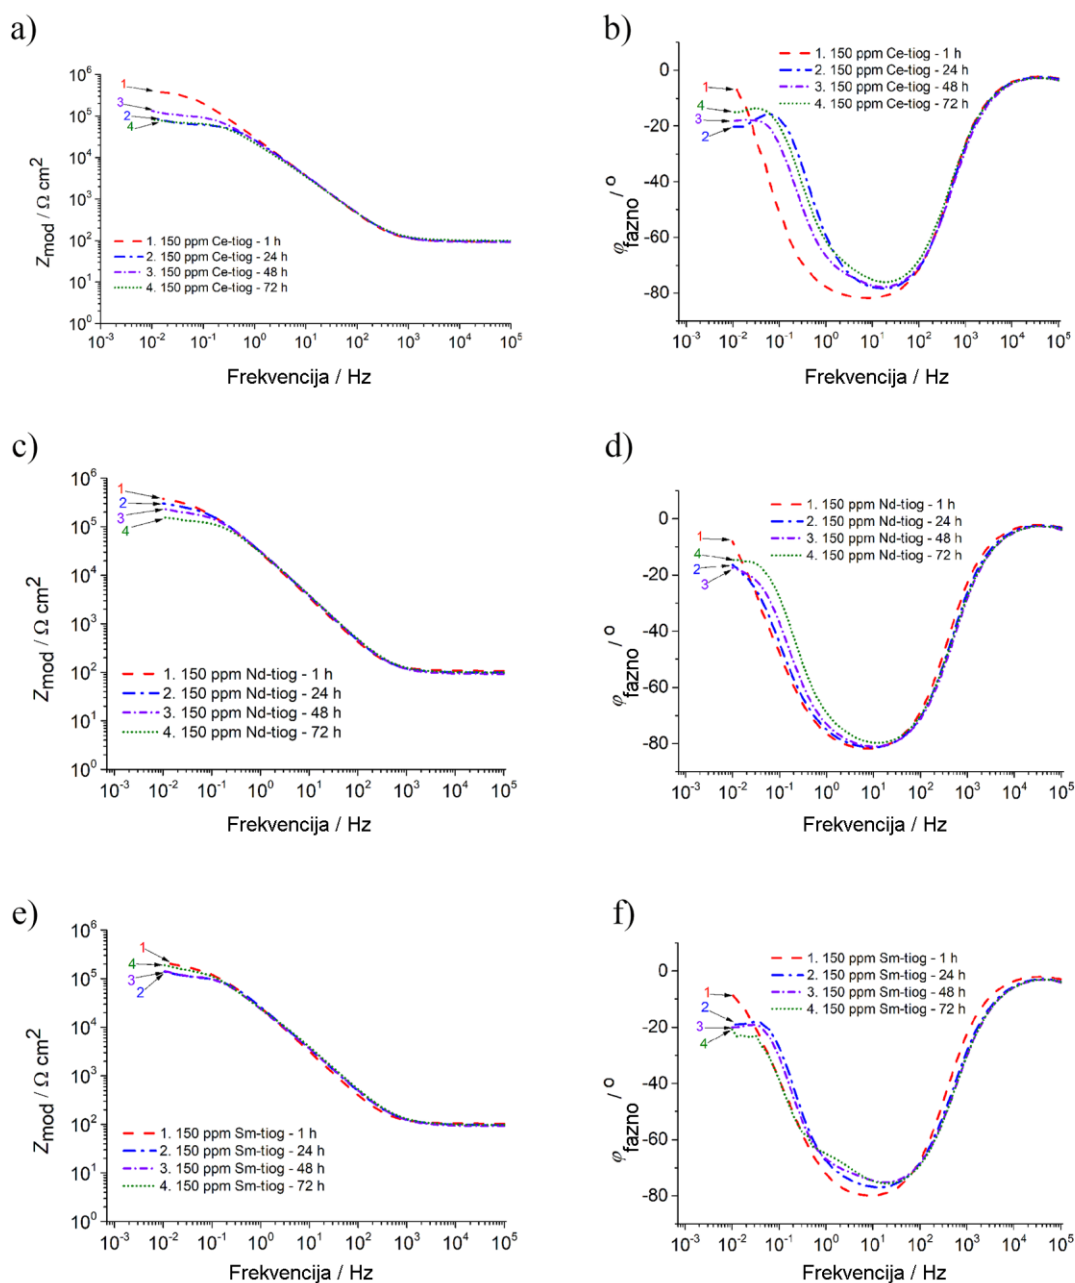 a)
10⁶
10⁵
10⁴
10³
10²
10¹
10⁰
Z_mod / Ω cm²
1
3
2
4
1. 150 ppm Ce-tiog - 1 h
2. 150 ppm Ce-tiog - 24 h
3. 150 ppm Ce-tiog - 48 h
4. 150 ppm Ce-tiog - 72 h
10⁻³ 10⁻² 10⁻¹ 10⁰ 10¹ 10² 10³ 10⁴ 10⁵
Frekvencija / Hz
b)
0
-20
-40
-60
-80
φ_fazno / °
1
4
3
2
1. 150 ppm Ce-tiog - 1 h
2. 150 ppm Ce-tiog - 24 h
3. 150 ppm Ce-tiog - 48 h
4. 150 ppm Ce-tiog - 72 h
10⁻³ 10⁻² 10⁻¹ 10⁰ 10¹ 10² 10³ 10⁴ 10⁵
Frekvencija / Hz
c)
10⁶
10⁵
10⁴
10³
10²
10¹
10⁰
Z_mod / Ω cm²
1
2
3
4
1. 150 ppm Nd-tiog - 1 h
2. 150 ppm Nd-tiog - 24 h
3. 150 ppm Nd-tiog - 48 h
4. 150 ppm Nd-tiog - 72 h
10⁻³ 10⁻² 10⁻¹ 10⁰ 10¹ 10² 10³ 10⁴ 10⁵
Frekvencija / Hz
d)
0
-20
-40
-60
-80
φ_fazno / °
1
4
2
3
1. 150 ppm Nd-tiog - 1 h
2. 150 ppm Nd-tiog - 24 h
3. 150 ppm Nd-tiog - 48 h
4. 150 ppm Nd-tiog - 72 h
10⁻³ 10⁻² 10⁻¹ 10⁰ 10¹ 10² 10³ 10⁴ 10⁵
Frekvencija / Hz
e)
10⁶
10⁵
10⁴
10³
10²
10¹
10⁰
Z_mod / Ω cm²
1
4
3
2
1. 150 ppm Sm-tiog - 1 h
2. 150 ppm Sm-tiog - 24 h
3. 150 ppm Sm-tiog - 48 h
4. 150 ppm Sm-tiog - 72 h
10⁻³ 10⁻² 10⁻¹ 10⁰ 10¹ 10² 10³ 10⁴ 10⁵
Frekvencija / Hz
f)
0
-20
-40
-60
-80
φ_fazno / °
1
2
3
4
1. 150 ppm Sm-tiog - 1 h
2. 150 ppm Sm-tiog - 24 h
3. 150 ppm Sm-tiog - 48 h
4. 150 ppm Sm-tiog - 72 h
10⁻³ 10⁻² 10⁻¹ 10⁰ 10¹ 10² 10³ 10⁴ 10⁵
Frekvencija / Hz